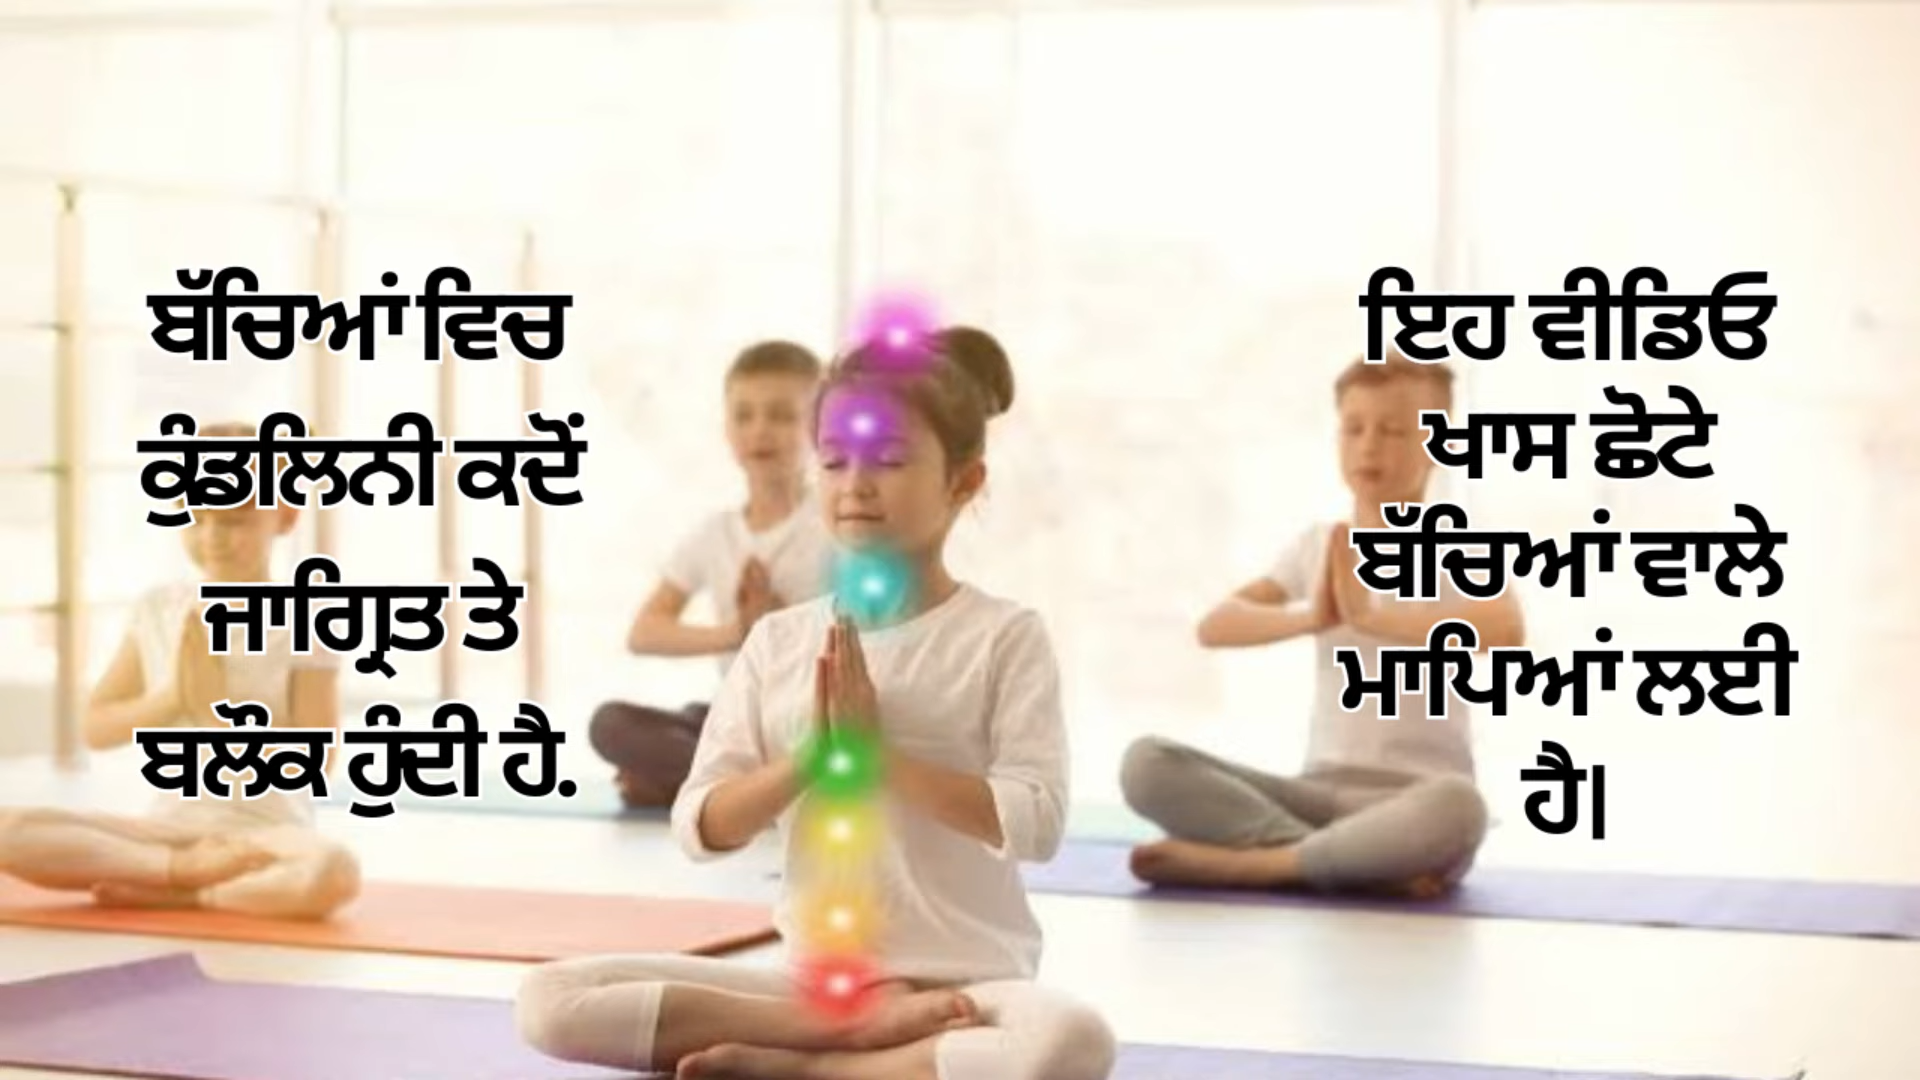 ਬੱਚਿਆਂ ਵਿਚ
ਕੁੰਡਲਿਨੀ ਕਦੋਂ
ਜਾਗ੍ਰਿਤ ਤੇ
ਬਲੌਕ ਹੁੰਦੀ ਹੈ.
ਇਹ ਵੀਡਿਓ
ਖਾਸ ਛੋਟੇ
ਬੱਚਿਆਂ ਵਾਲੇ
ਮਾਪਿਆਂ ਲਈ
ਹੈ|